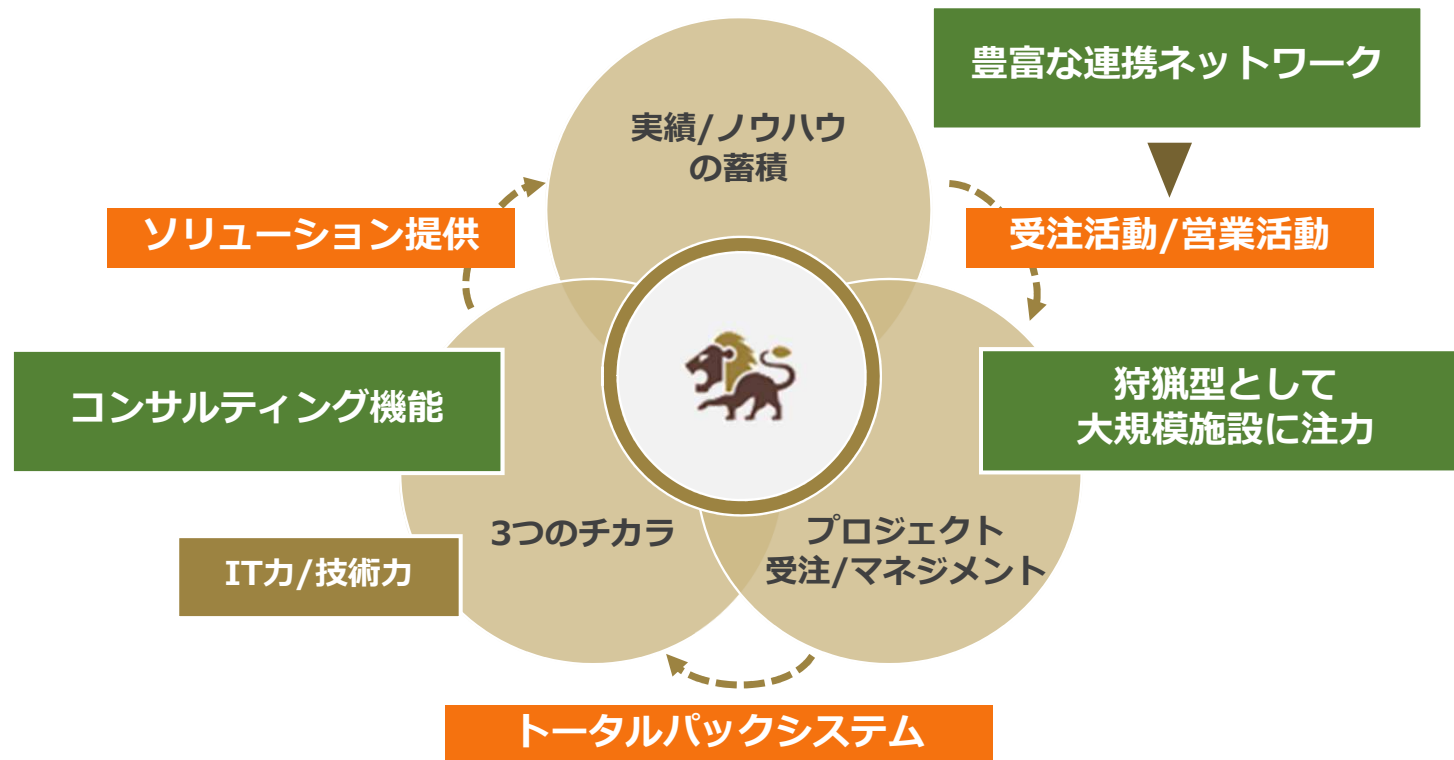 豊富な連携ネットワーク
実績/ノウハウ
の蓄積
ソリューション提供
受注活動/営業活動
コンサルティング機能
狩猟型として
大規模施設に注力
3つのチカラ
プロジェクト
受注/マネジメント
IT力/技術力
トータルパックシステム